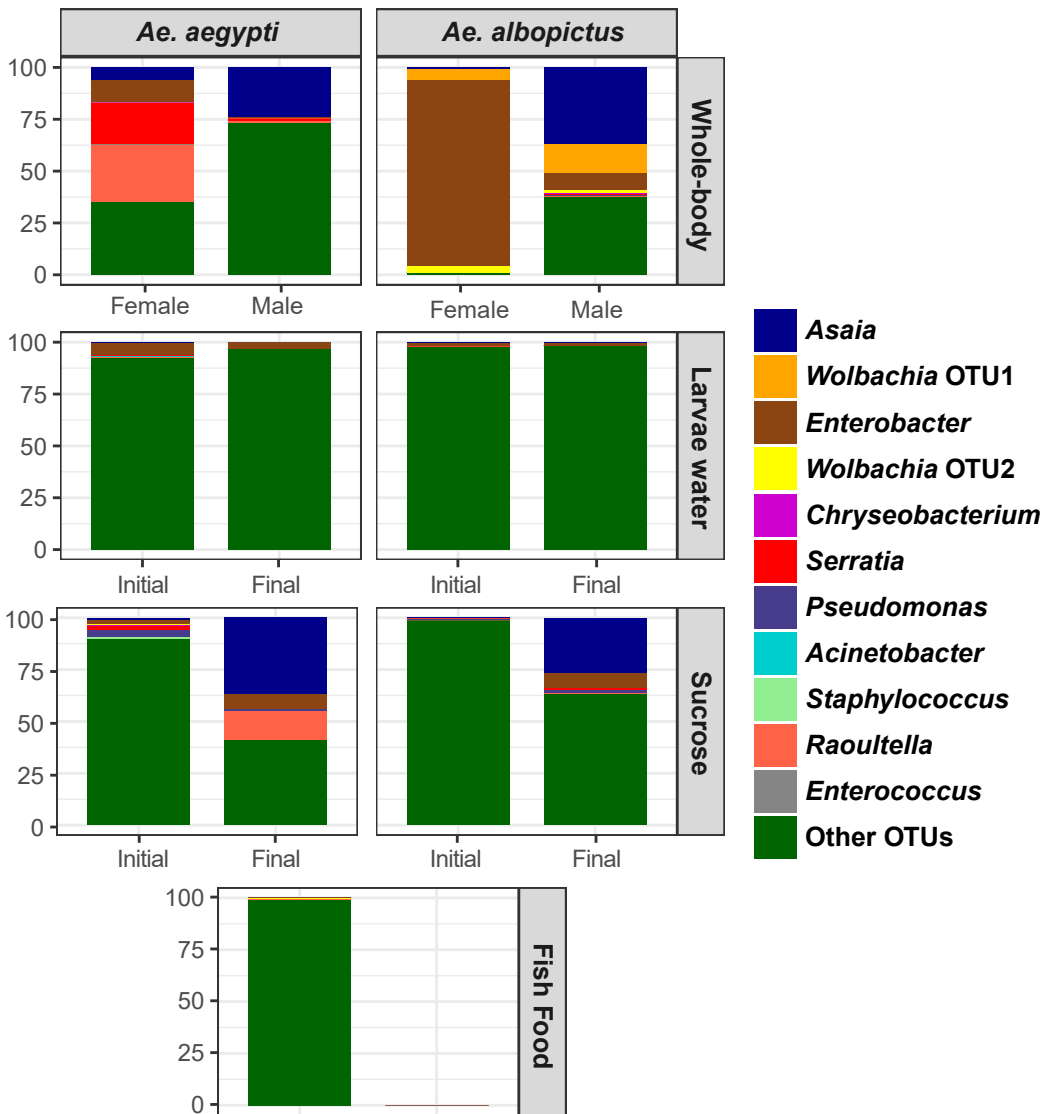 Ae. aegypti
Ae. albopictus
100
75
50
25
0
Female
Male
Female
Male
Whole-body
100
75
50
25
0
Initial
Final
Initial
Final
Larvae water
100
75
50
25
0
Initial
Final
Initial
Final
Sucrose
100
75
50
25
0
Fish Food
Asaia
Wolbachia OTU1
Enterobacter
Wolbachia OTU2
Chryseobacterium
Serratia
Pseudomonas
Acinetobacter
Staphylococcus
Raoultella
Enterococcus
Other OTUs